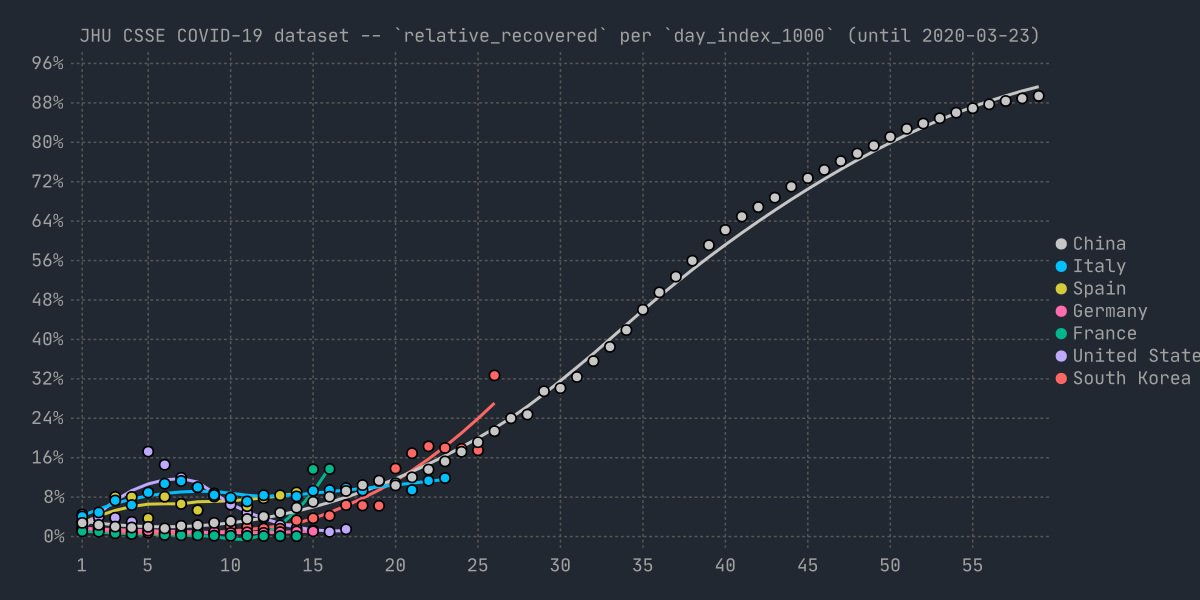 JHU CSSE COVID-19 dataset -- `relative_recovered` per `day_index_1000` (until 2020-03-23)
96%
88%
80%
72%
64%
56%
48%
40%
32%
24%
16%
8%
0%
1 5 10 15 20 25 30 35 40 45 50 55
China
Italy
Spain
Germany
France
United State
South Korea